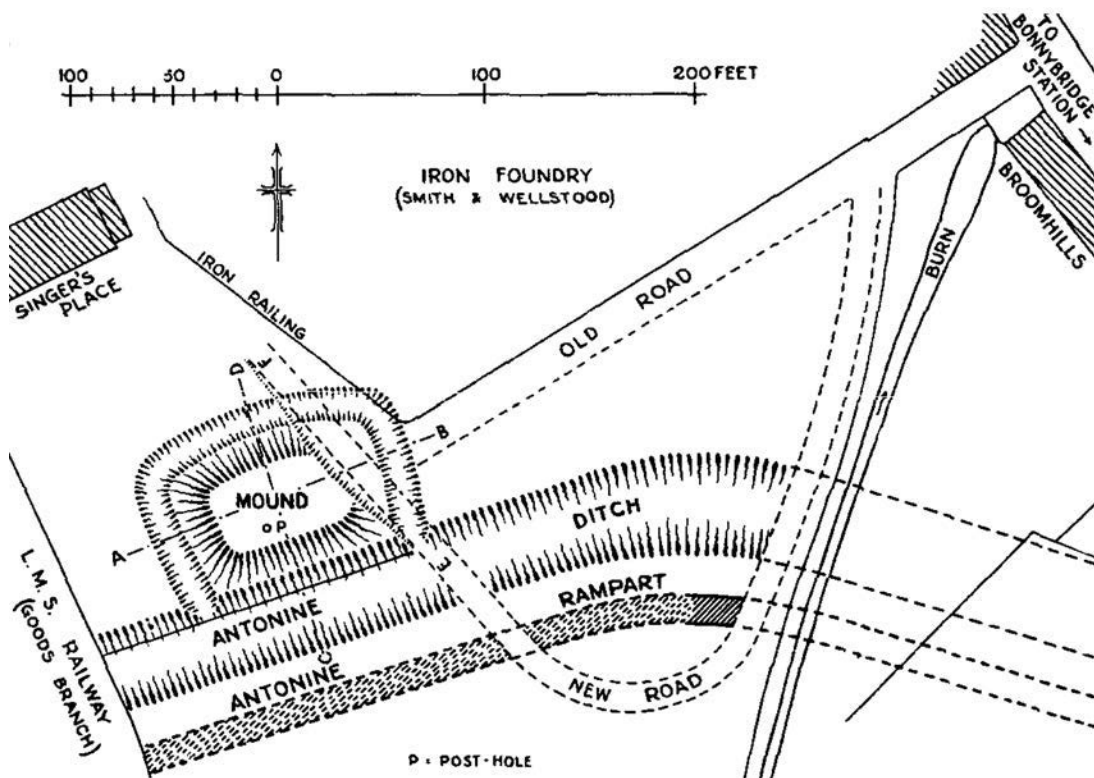 100 50 0 100 200 FEET
TO
BONNYBRIDGE
STATION
IRON FOUNDRY
(SMITH & WELLSTOOD)
BROOMHILLS
SINGER'S
PLACE
IRON RAILING
OLD ROAD
BURN
D
F
B
MOUND
O P
A
DITCH
E
RAMPART
ANTONINE
C
ANTONINE
NEW ROAD
L. M. S. RAILWAY
(GOODS BRANCH)
P = POST-HOLE